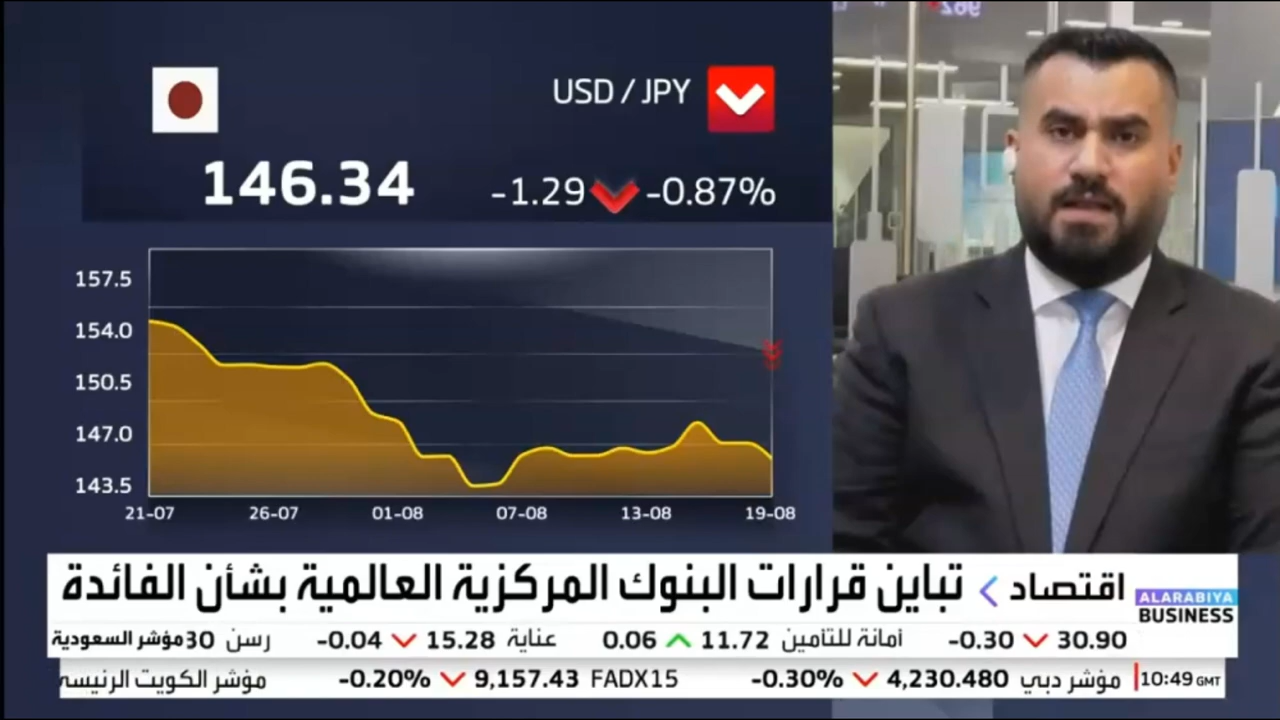 962
USD / JPY
146.34 -1.29 -0.87%
157.5
154.0
150.5
147.0
143.5
21-07 26-07 01-08 07-08 13-08 19-08
اقتصاد تباين قرارات البنوك المركزية العالمية بشأن الفائدة
ALARABIYA
BUSINESS
30.90 -0.30 أمانة للتأمين 11.72 0.06 عناية 15.28 -0.04 رسن 30 مؤشر السعودية
10:49 GMT مؤشر دبي 4,230.480 -0.30% FADX15 9,157.43 -0.20% مؤشر الكويت